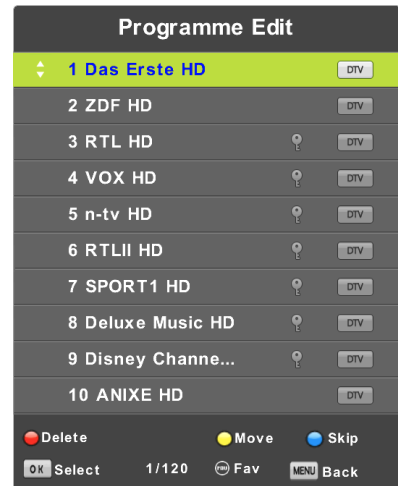 Programme Edit
1 Das Erste HD DTV
2 ZDF HD DTV
3 RTL HD DTV
4 VOX HD DTV
5 n-tv HD DTV
6 RTLII HD DTV
7 SPORT1 HD DTV
8 Deluxe Music HD DTV
9 Disney Channe... DTV
10 ANIXE HD DTV
Delete Move Skip
OK Select 1/120 Fav MENU Back